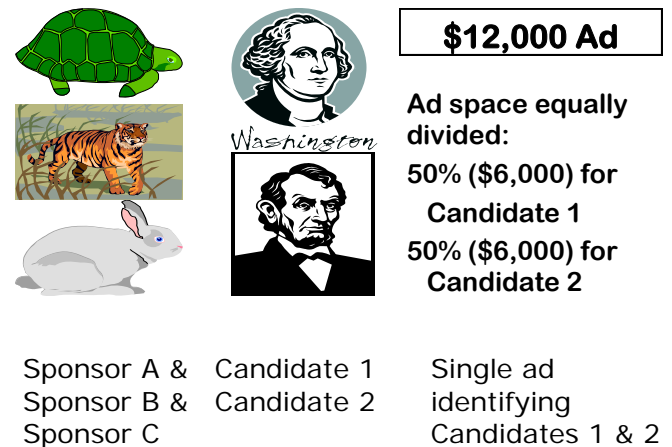 Washington
$12,000 Ad
Ad space equally
divided:
50% ($6,000) for
Candidate 1
50% ($6,000) for
Candidate 2
Sponsor A &
Sponsor B &
Sponsor C
Candidate 1
Candidate 2
Single ad
identifying
Candidates 1 & 2